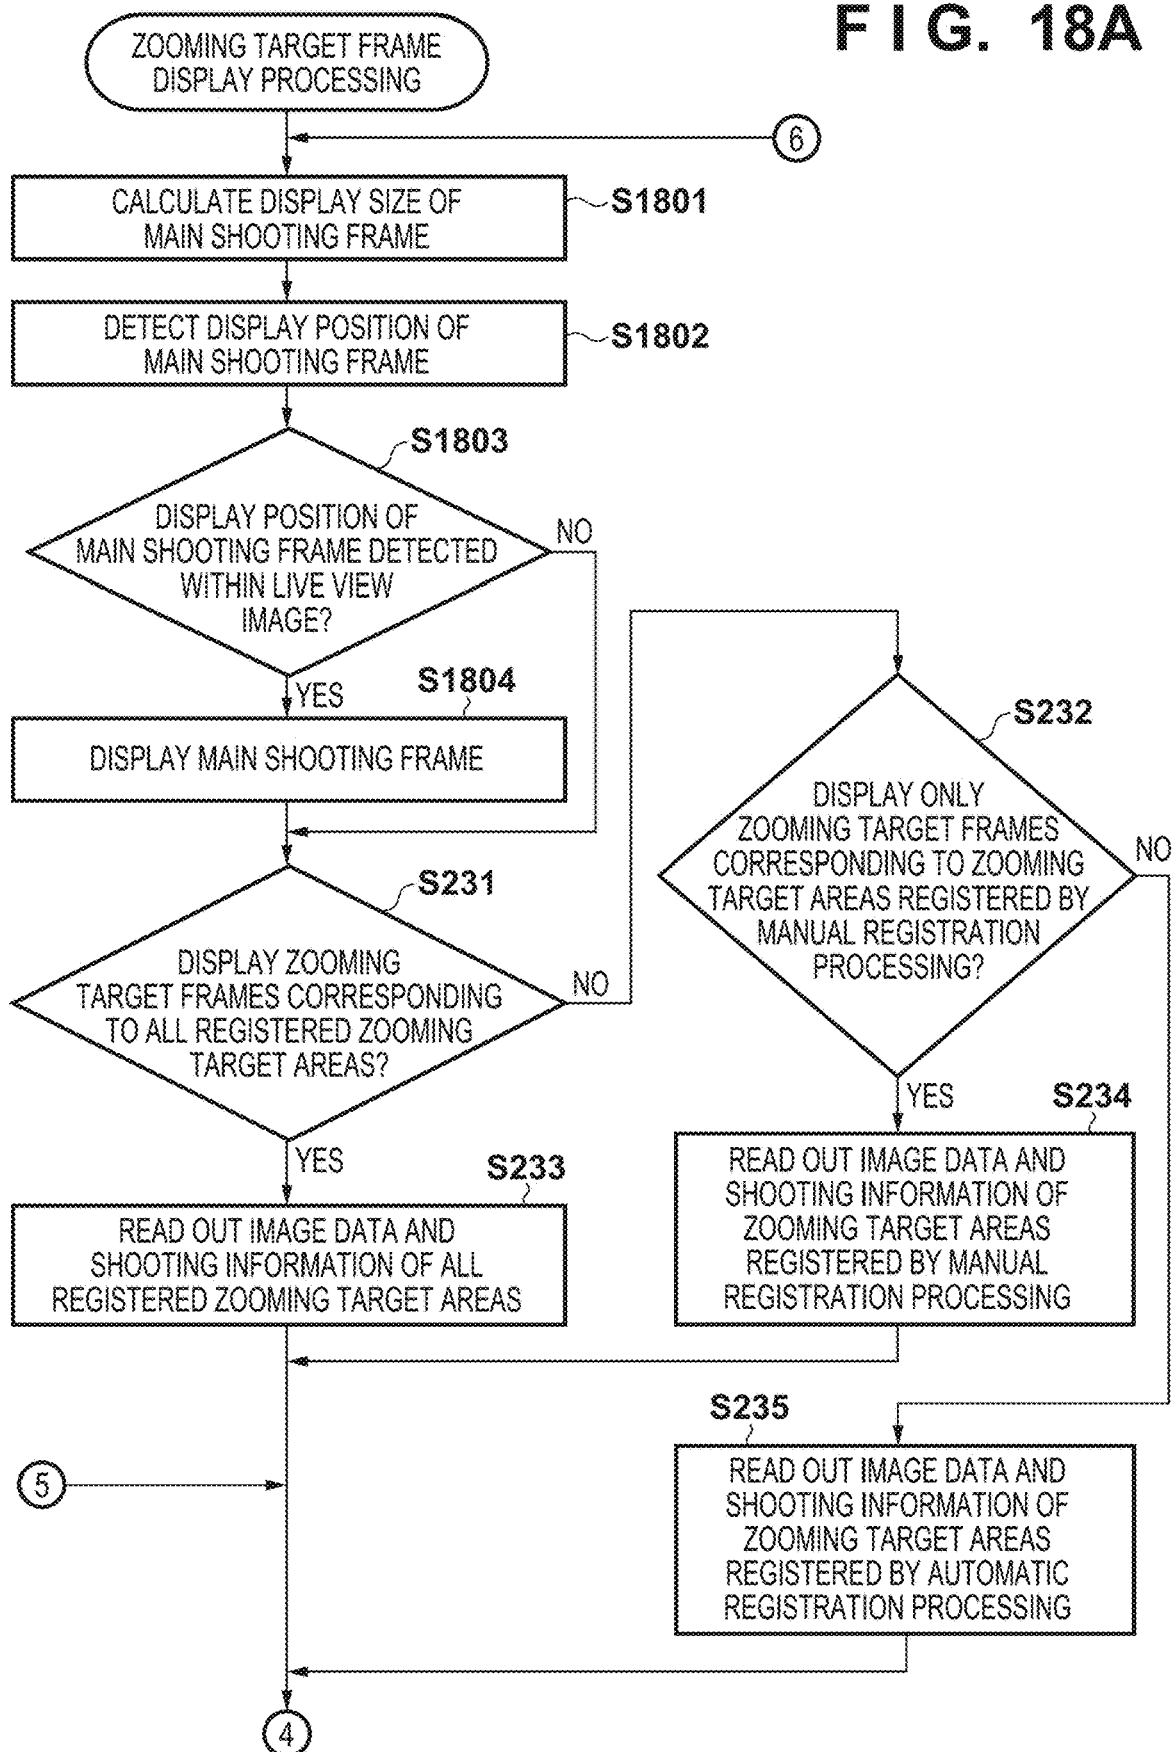 FIG. 18A
ZOOMING TARGET FRAME
DISPLAY PROCESSING
6
CALCULATE DISPLAY SIZE OF
MAIN SHOOTING FRAME
S1801
DETECT DISPLAY POSITION OF
MAIN SHOOTING FRAME
S1802
S1803
DISPLAY POSITION OF
MAIN SHOOTING FRAME DETECTED
WITHIN LIVE VIEW
IMAGE?
NO
YES
S1804
DISPLAY MAIN SHOOTING FRAME
S231
DISPLAY ZOOMING
TARGET FRAMES CORRESPONDING
TO ALL REGISTERED ZOOMING
TARGET AREAS?
NO
YES
S232
DISPLAY ONLY
ZOOMING TARGET FRAMES
CORRESPONDING TO ZOOMING
TARGET AREAS REGISTERED BY
MANUAL REGISTRATION
PROCESSING?
NO
YES
S233
READ OUT IMAGE DATA AND
SHOOTING INFORMATION OF ALL
REGISTERED ZOOMING TARGET AREAS
S234
READ OUT IMAGE DATA AND
SHOOTING INFORMATION OF
ZOOMING TARGET AREAS
REGISTERED BY MANUAL
REGISTRATION PROCESSING
S235
READ OUT IMAGE DATA AND
SHOOTING INFORMATION OF
ZOOMING TARGET AREAS
REGISTERED BY AUTOMATIC
REGISTRATION PROCESSING
5
4